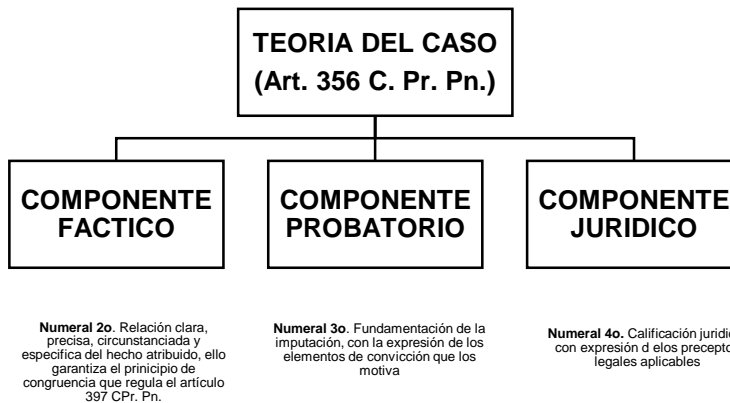 TEORIA DEL CASO
(Art. 356 C. Pr. Pn.)
COMPONENTE
FACTICO
COMPONENTE
PROBATORIO
COMPONENTE
JURIDICO
Numeral 2o. Relación clara,
precisa, circunstanciada y
especifica del hecho atribuido, ello
garantiza el prinicipio de
congruencia que regula el artículo
397 CPr. Pn.
Numeral 3o. Fundamentación de la
imputación, con la expresión de los
elementos de convicción que los
motiva
Numeral 4o. Calificación
con expresión d elos
legales aplicables